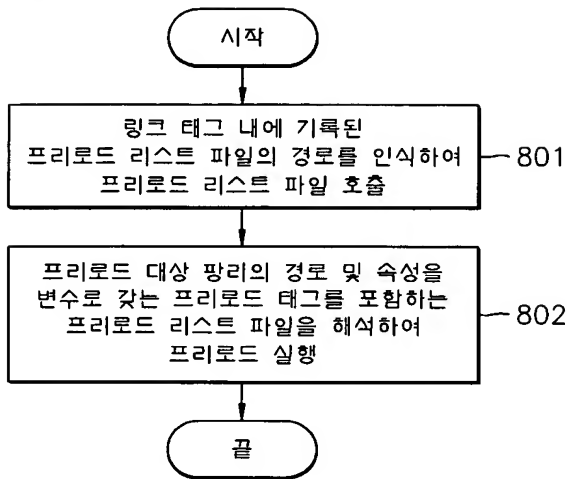 시작
링크 태그 내에 기록된
프리로드 리스트 파일의 경로를 인식하여
프리로드 리스트 파일 호출
801
프리로드 대상 팡리의 경로 및 속성을
변수로 갖는 프리로드 태그를 포함하는
프리로드 리스트 파일을 해석하여
프리로드 실행
802
끝